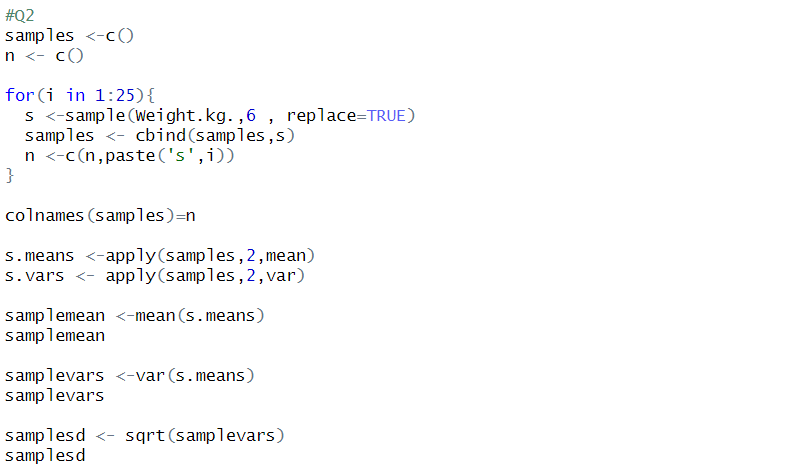 #Q2
samples <-c()
n <- c()
for(i in 1:25){
s <-sample(Weight.kg.,6 , replace=TRUE)
samples <- cbind(samples,s)
n <-c(n,paste('s',i))
}
colnames(samples)=n
s.means <-apply(samples,2,mean)
s.vars <- apply(samples,2,var)
samplemean <-mean(s.means)
samplemean
samplevars <-var(s.means)
samplevars
samplesd <- sqrt(samplevars)
samplesd